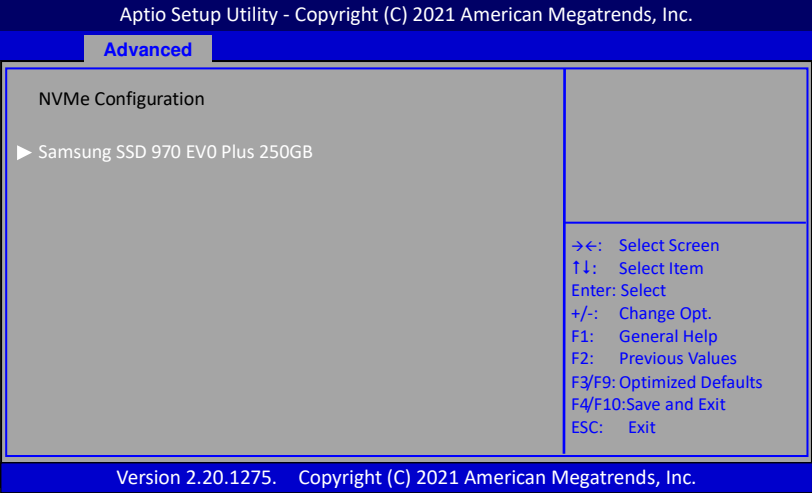 Aptio Setup Utility - Copyright (C) 2021 American Megatrends, Inc.
Advanced
NVMe Configuration
▶ Samsung SSD 970 EV0 Plus 250GB
→←: Select Screen
↑↓: Select Item
Enter: Select
+/-: Change Opt.
F1: General Help
F2: Previous Values
F3/F9: Optimized Defaults
F4/F10:Save and Exit
ESC: Exit
Version 2.20.1275. Copyright (C) 2021 American Megatrends, Inc.